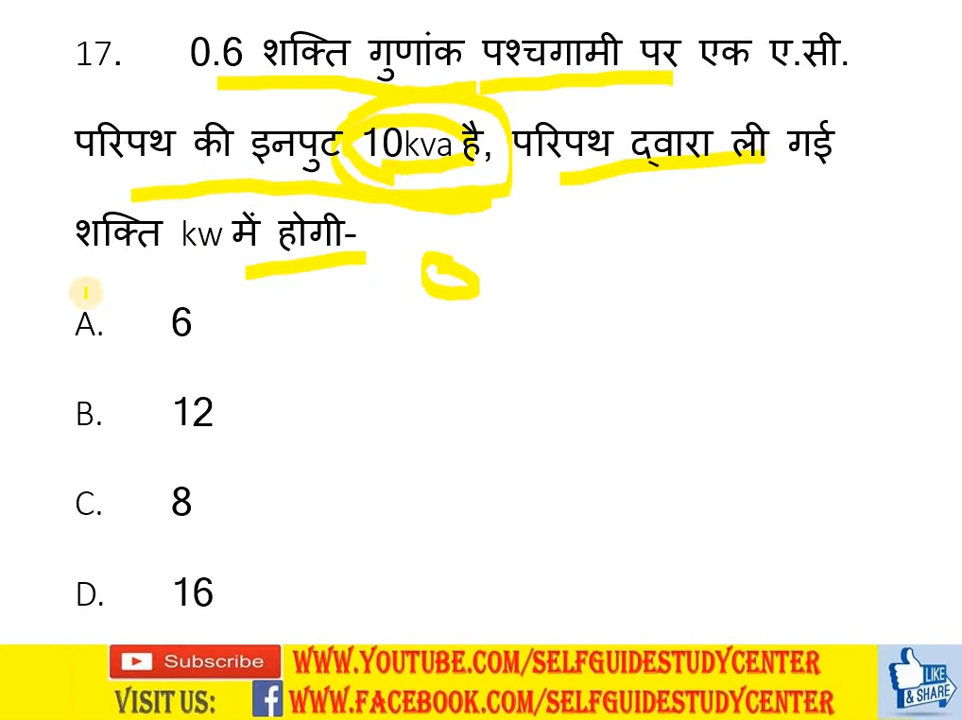 17. 0.6 शक्ति गुणांक पश्चगामी पर एक ए.सी.
परिपथ की इनपुट 10kva है, परिपथ द्वारा ली गई
शक्ति kw में होगी-
A. 6
B. 12
C. 8
D. 16
Subscribe WWW.YOUTUBE.COM/SELFGUIDESTUDYCENTER
VISIT US: f WWW.FACEBOOK.COM/SELFGUIDESTUDYCENTER
LIKE
& SHARE